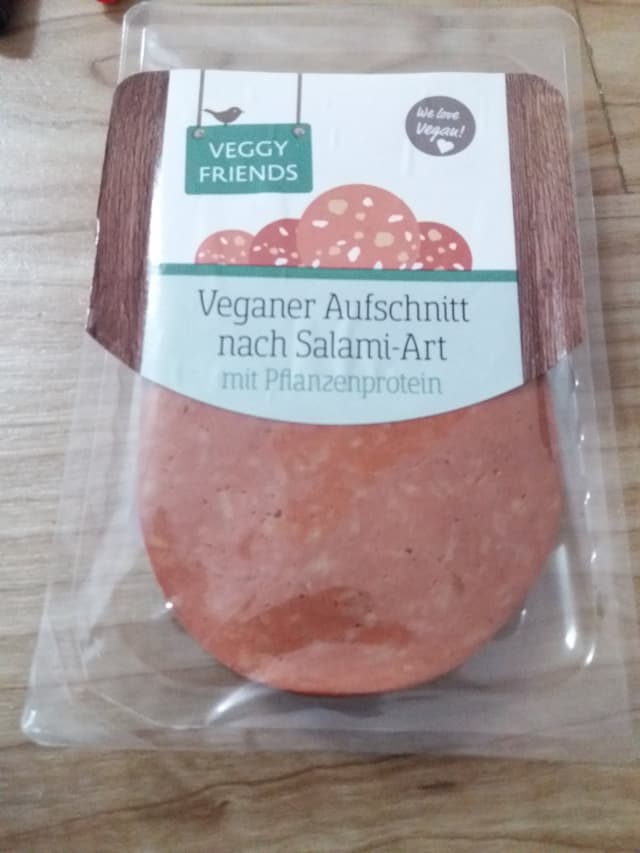 We love
Vegan!
VEGGY
FRIENDS
Veganer Aufschnitt
nach Salami-Art
mit Pflanzenprotein